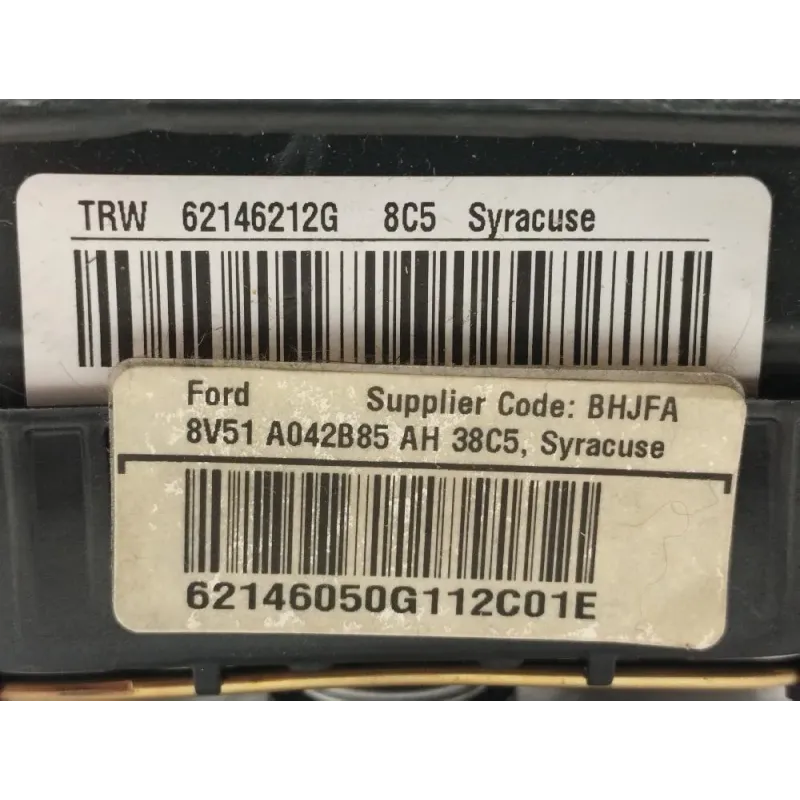 TRW 62146212G 8C5 Syracuse
Ford Supplier Code: BHJFA
8V51 A042B85 AH 38C5, Syracuse
62146050G112C01E